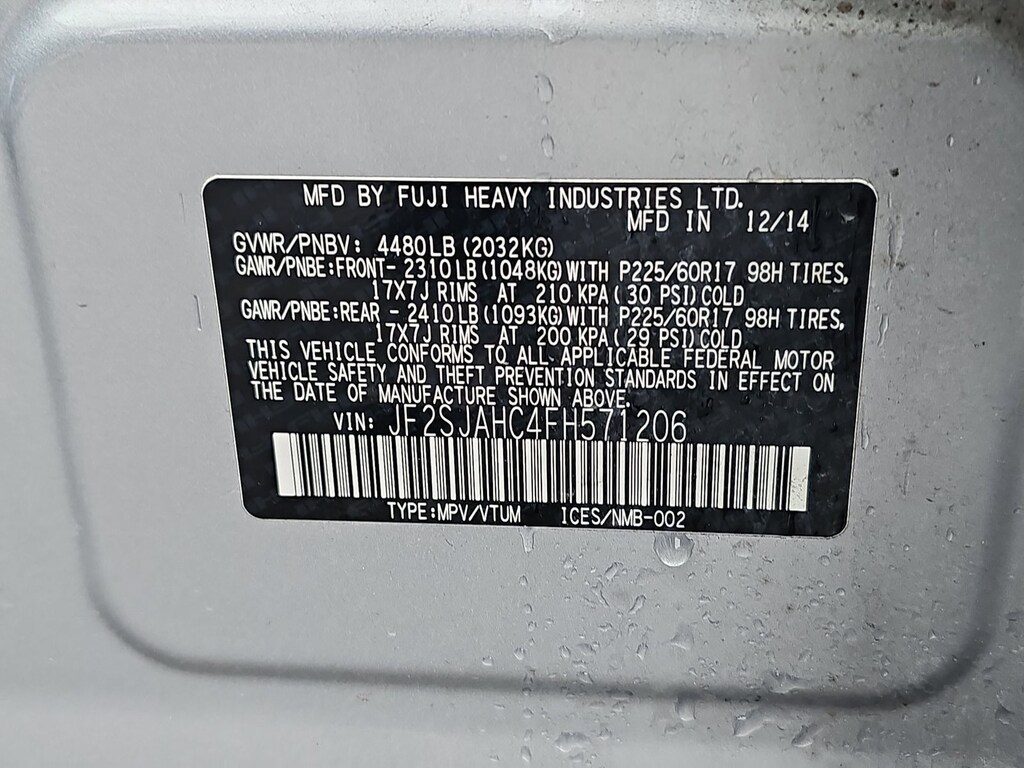 MFD BY FUJI HEAVY INDUSTRIES LTD.
MFD IN 12/14
GVWR/PNBV: 4480LB(2032KG)
GAWR/PNBE:FRONT- 2310LB(1048KG)WITH P225/60R17 98H TIRES,
17X7J RIMS AT 210 KPA(30 PSI)COLD
GAWR/PNBE:REAR - 2410LB(1093KG)WITH P225/60R17 98H TIRES,
17X7J RIMS AT 200 KPA(29 PSI)COLD
THIS VEHICLE CONFORMS TO ALL APPLICABLE FEDERAL MOTOR
VEHICLE SAFETY AND THEFT PREVENTION STANDARDS IN EFFECT ON
THE DATE OF MANUFACTURE SHOWN ABOVE.
VIN: JF2SJAHC4FH571206
TYPE:MPV/VTUM ICES/NMB-002